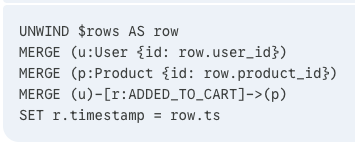 UNWIND $rows AS row
MERGE (u:User {id: row.user_id})
MERGE (p:Product {id: row.product_id})
MERGE (u)-[r:ADDED_TO_CART]->(p)
SET r.timestamp = row.ts